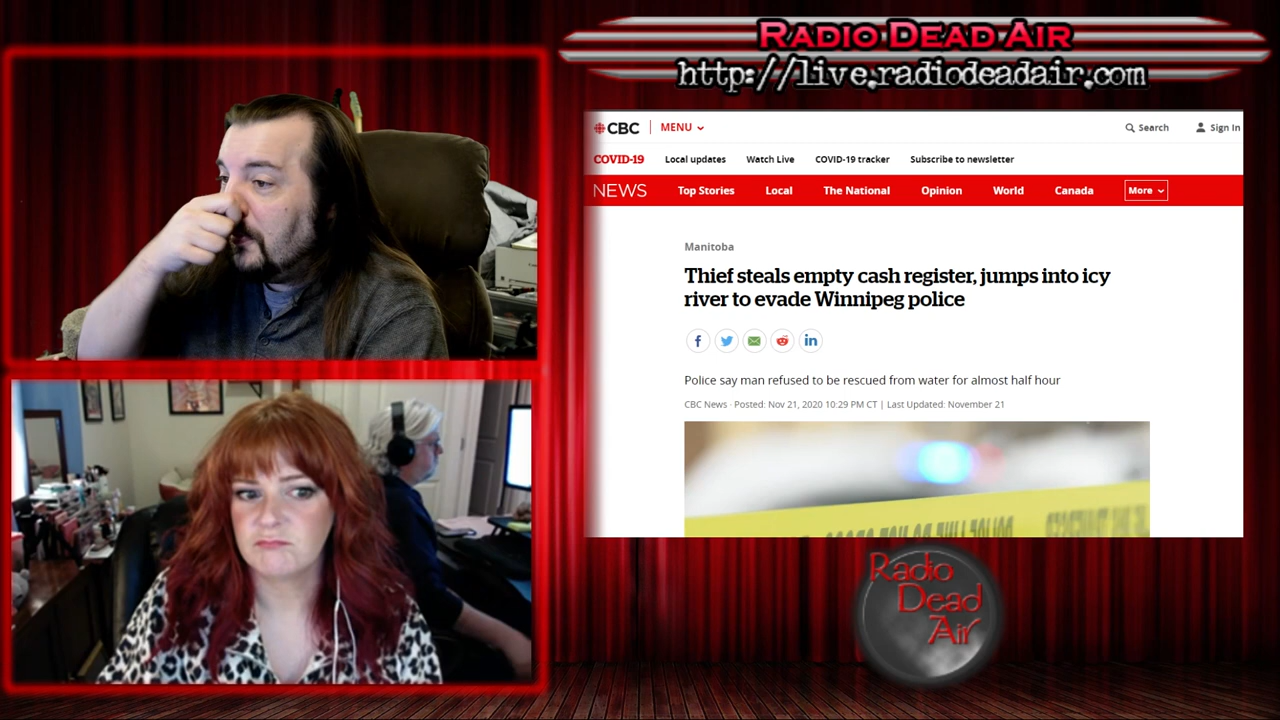 RADIO DEAD AIR
http://live.radiodeadair.com
CBC MENU Search Sign In
COVID-19 Local updates Watch Live COVID-19 tracker Subscribe to newsletter
NEWS Top Stories Local The National Opinion World Canada More
Manitoba
Thief steals empty cash register, jumps into icy
river to evade Winnipeg police
Police say man refused to be rescued from water for almost half hour
CBC News · Posted: Nov 21, 2020 10:29 PM CT | Last Updated: November 21
Radio
Dead
Air